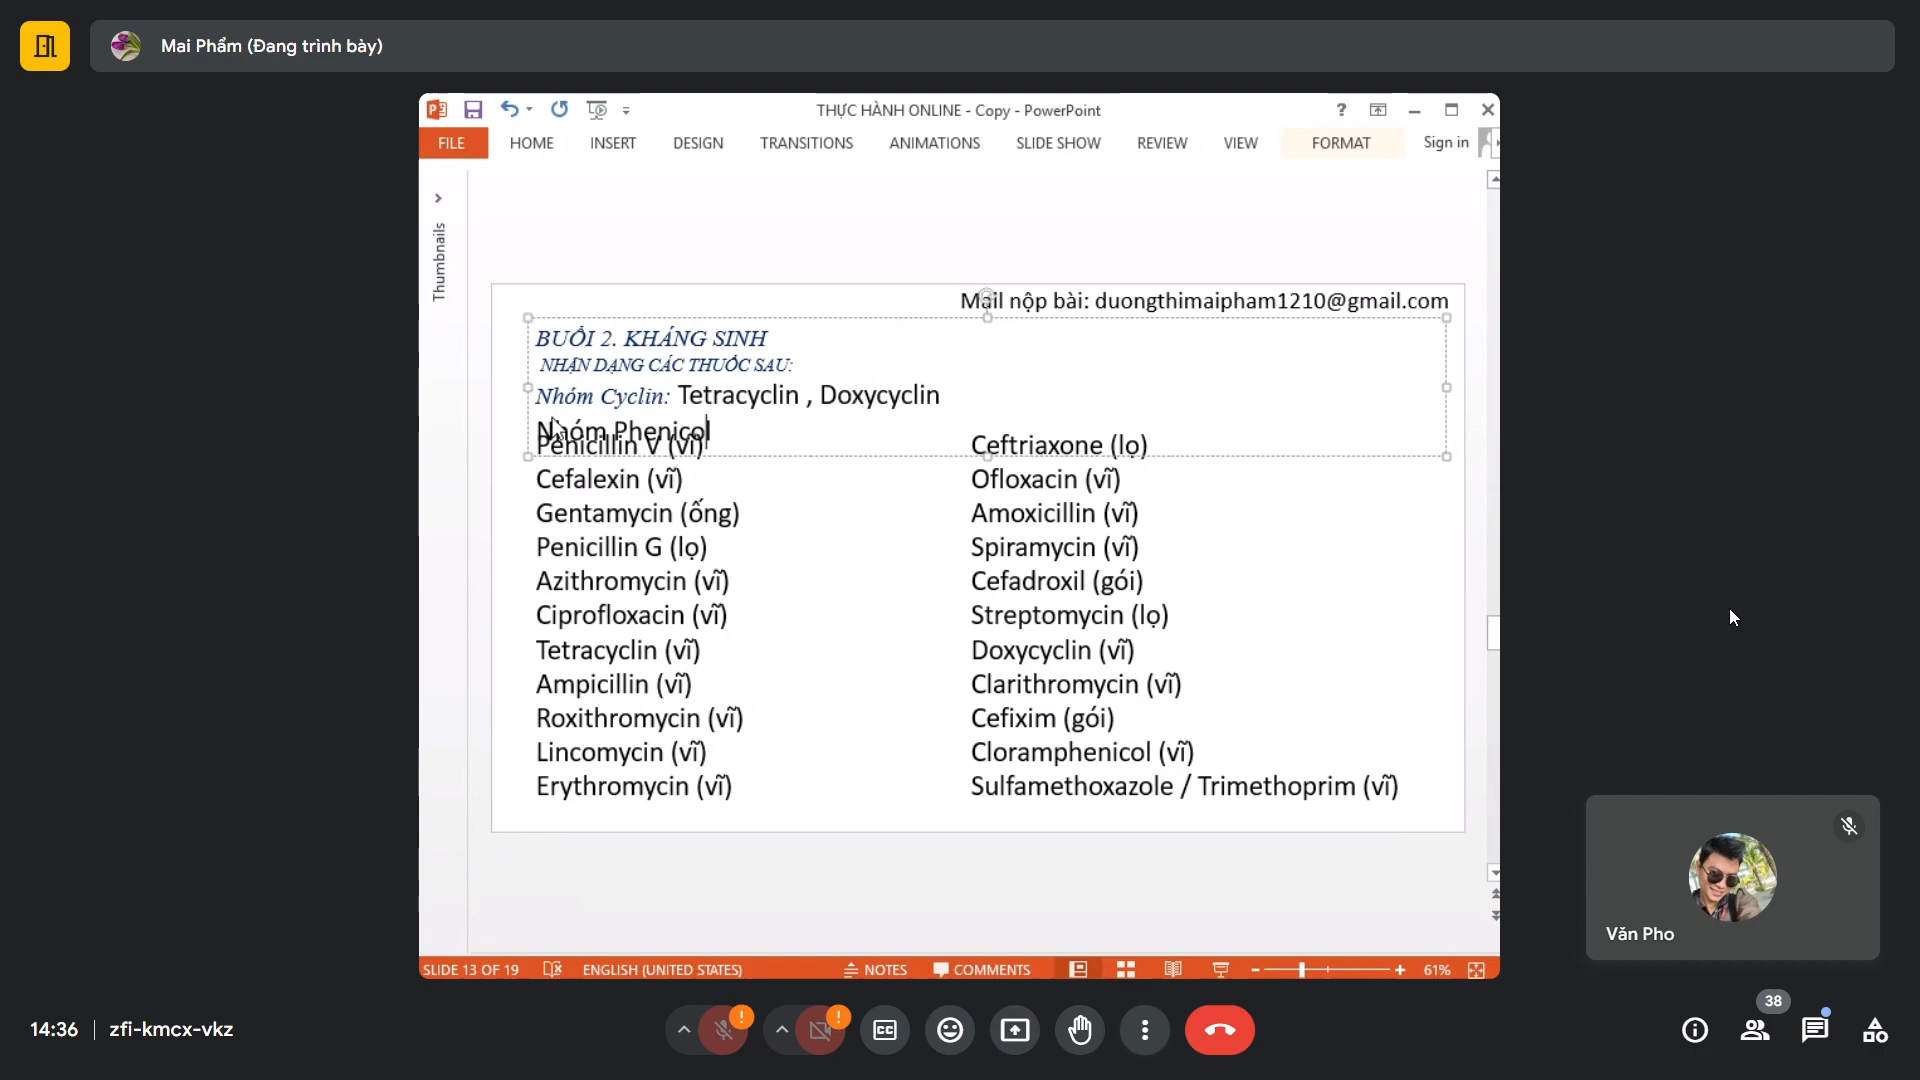 Mai Phẩm (Đang trình bày)
THỰC HÀNH ONLINE - Copy - PowerPoint
FILE HOME INSERT DESIGN TRANSITIONS ANIMATIONS SLIDE SHOW REVIEW VIEW FORMAT Sign in
Thumbnails
Mail nộp bài: duongthimaipham1210@gmail.com
BUỔI 2. KHÁNG SINH
NHẬN DẠNG CÁC THUỐC SAU:
Nhóm Cyclin: Tetracyclin , Doxycyclin
Nhóm Phenicol
Penicillin V (vĩ)
Cefalexin (vĩ)
Gentamycin (ống)
Penicillin G (lọ)
Azithromycin (vĩ)
Ciprofloxacin (vĩ)
Tetracyclin (vĩ)
Ampicillin (vĩ)
Roxithromycin (vĩ)
Lincomycin (vĩ)
Erythromycin (vĩ)
Ceftriaxone (lọ)
Ofloxacin (vĩ)
Amoxicillin (vĩ)
Spiramycin (vĩ)
Cefadroxil (gói)
Streptomycin (lọ)
Doxycyclin (vĩ)
Clarithromycin (vĩ)
Cefixim (gói)
Cloramphenicol (vĩ)
Sulfamethoxazole / Trimethoprim (vĩ)
SLIDE 13 OF 19 ENGLISH (UNITED STATES) NOTES COMMENTS 61%
Văn Pho
14:36 zfi-kmcx-vkz
38